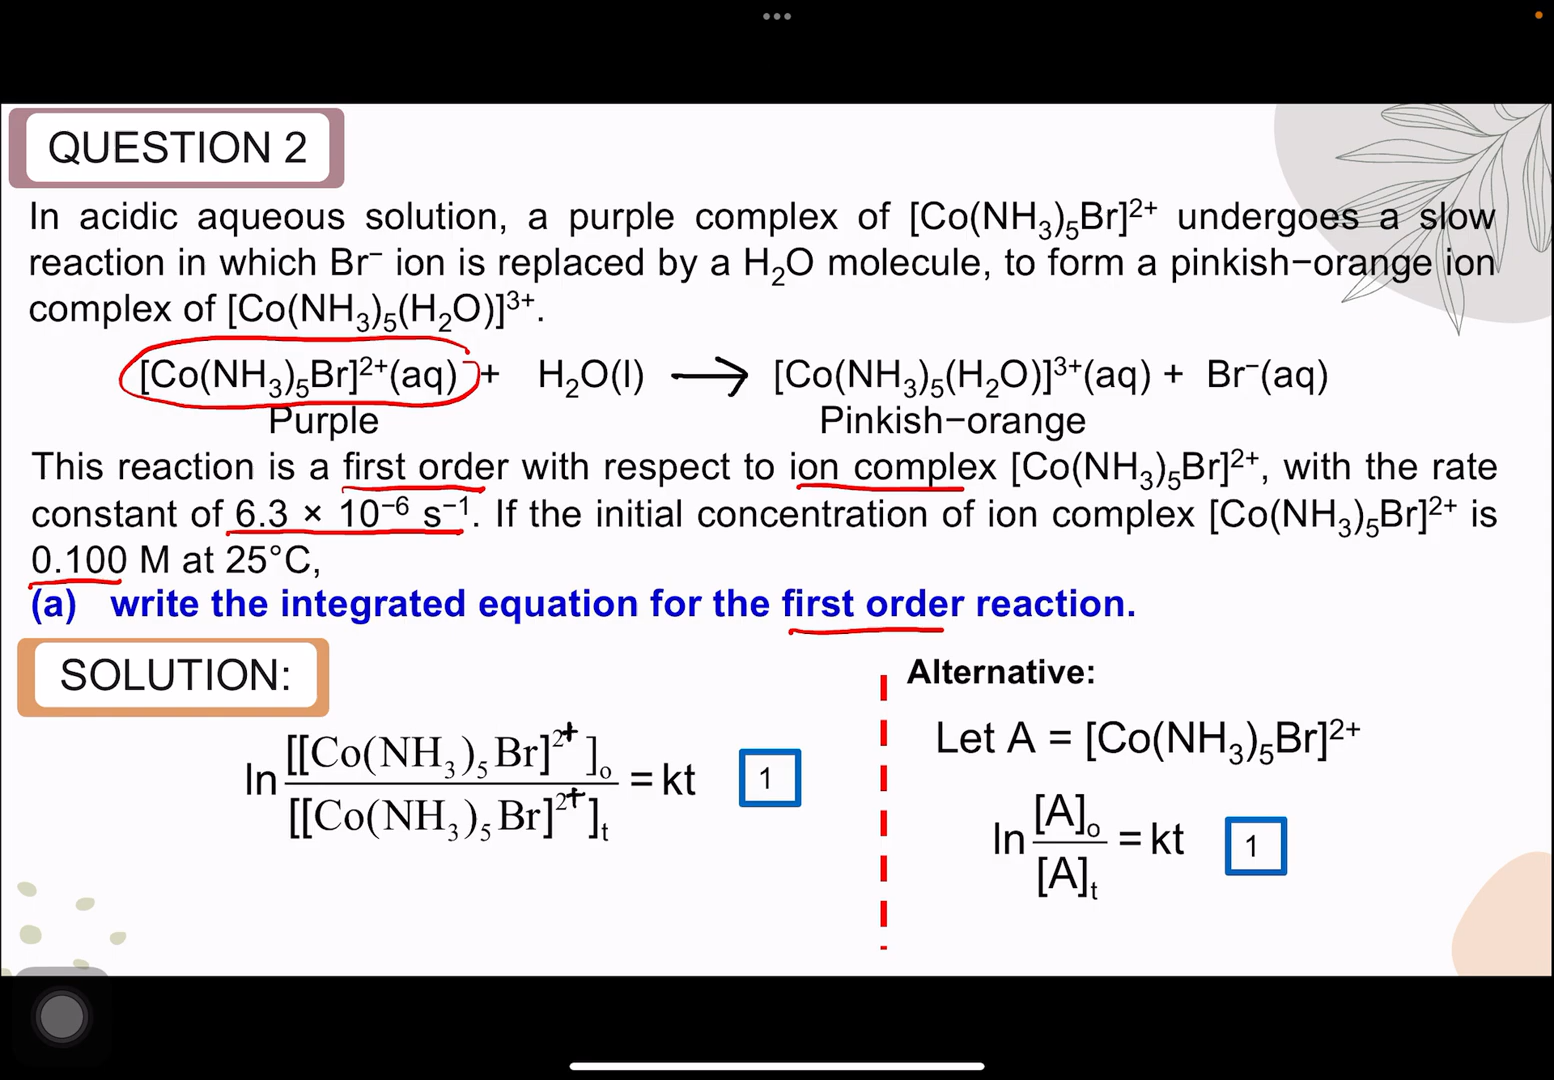 QUESTION 2
In acidic aqueous solution, a purple complex of [Co(NH₃)₅Br]²⁺ undergoes a slow
reaction in which Br⁻ ion is replaced by a H₂O molecule, to form a pinkish−orange ion
complex of [Co(NH₃)₅(H₂O)]³⁺.
[Co(NH₃)₅Br]²⁺(aq) + H₂O(l) ⟶ [Co(NH₃)₅(H₂O)]³⁺(aq) + Br⁻(aq)
Purple Pinkish−orange
This reaction is a first order with respect to ion complex [Co(NH₃)₅Br]²⁺, with the rate
constant of 6.3 × 10⁻⁶ s⁻¹. If the initial concentration of ion complex [Co(NH₃)₅Br]²⁺ is
0.100 M at 25°C,
(a) write the integrated equation for the first order reaction.
SOLUTION:
ln [[Co(NH₃)₅Br]²⁺]ₒ / [[Co(NH₃)₅Br]²⁺]ₜ = kt 1
Alternative:
Let A = [Co(NH₃)₅Br]²⁺
ln [A]ₒ / [A]ₜ = kt 1